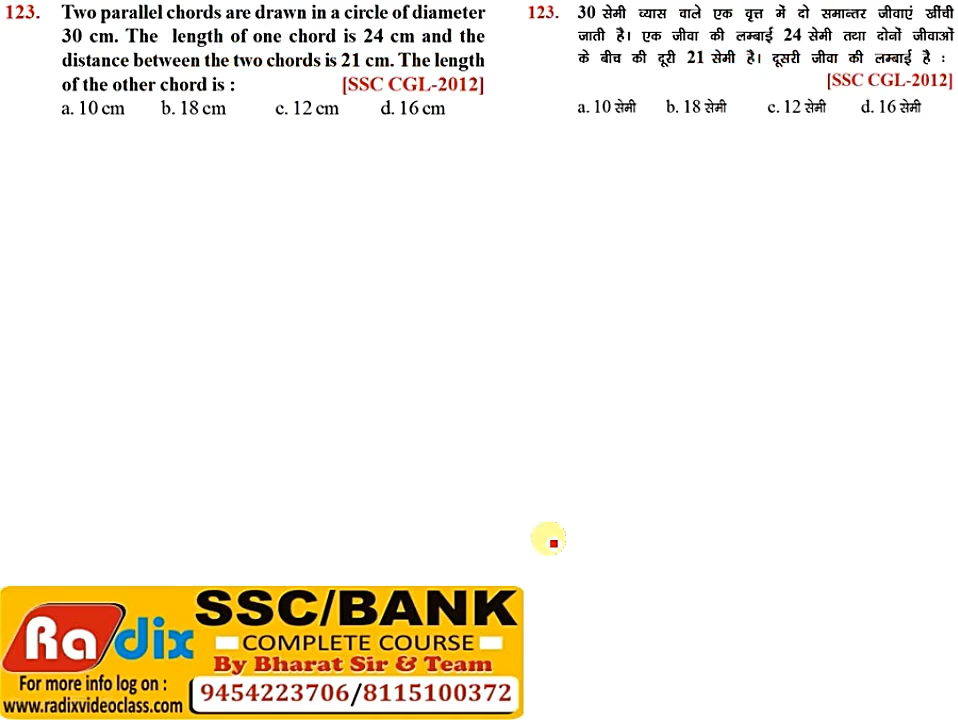 123. Two parallel chords are drawn in a circle of diameter
30 cm. The length of one chord is 24 cm and the
distance between the two chords is 21 cm. The length
of the other chord is : [SSC CGL-2012]
a. 10 cm b. 18 cm c. 12 cm d. 16 cm
123. 30 सेमी व्यास वाले एक वृत्त में दो समान्तर जीवाएं खींची
जाती है। एक जीवा की लम्बाई 24 सेमी तथा दोनों जीवाओं
के बीच की दूरी 21 सेमी है। दूसरी जीवा की लम्बाई है :
[SSC CGL-2012]
a. 10 सेमी b. 18 सेमी c. 12 सेमी d. 16 सेमी
Radix
SSC/BANK
COMPLETE COURSE
By Bharat Sir & Team
For more info log on :
www.radixvideoclass.com
9454223706/8115100372